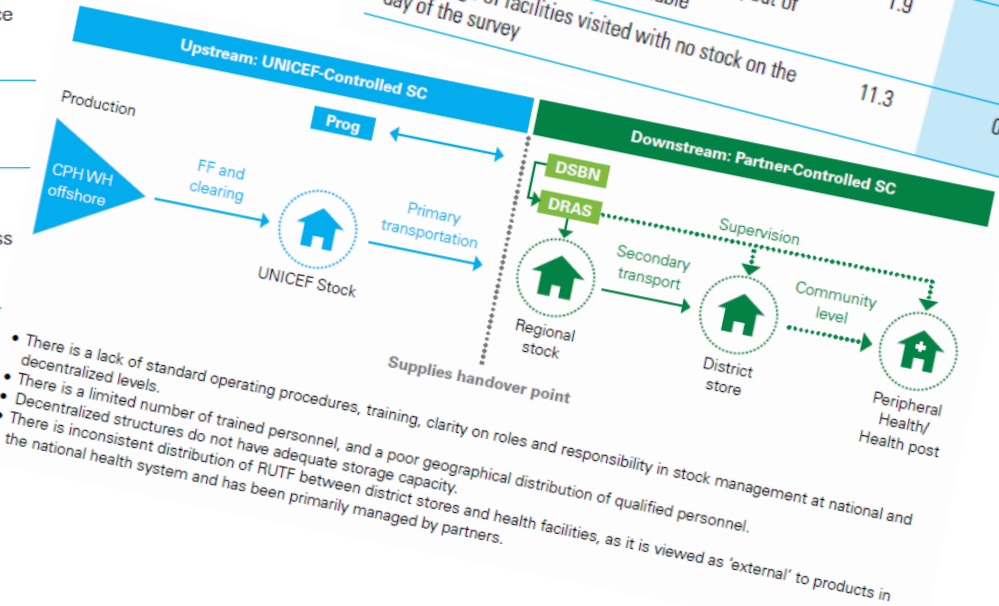 of facilities visited with no stock on the
day of the survey
1.9
11.3
Upstream: UNICEF-Controlled SC
Downstream: Partner-Controlled SC
Production
CPH WH
offshore
FF and
clearing
UNICEF Stock
Prog
Primary
transportation
Supplies handover point
DSBN
DRAS
Supervision
Regional
stock
Secondary
transport
District
store
Community
level
Peripheral
Health/
Health post
• There is a lack of standard operating procedures, training, clarity on roles and responsibility in stock management at national and
decentralized levels.
• There is a limited number of trained personnel, and a poor geographical distribution of qualified personnel.
• Decentralized structures do not have adequate storage capacity.
• There is inconsistent distribution of RUTF between district stores and health facilities, as it is viewed as ‘external’ to products in
the national health system and has been primarily managed by partners.